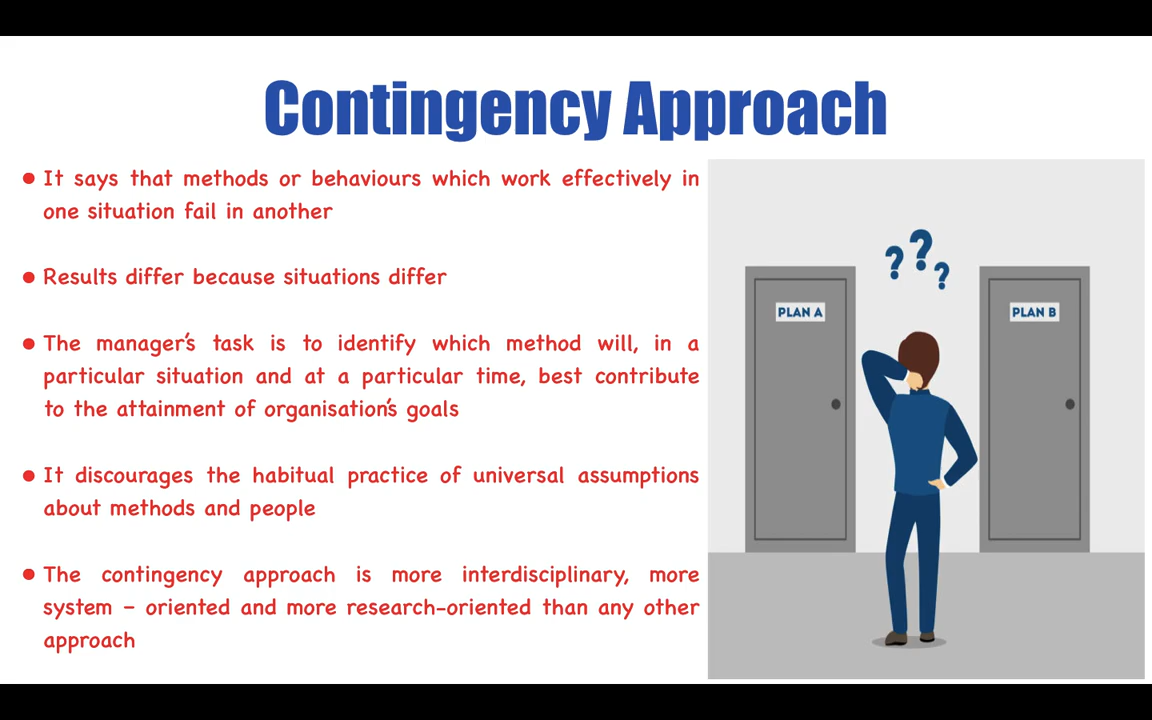 Contingency Approach
• It says that methods or behaviours which work effectively in
one situation fail in another
• Results differ because situations differ
• The manager's task is to identify which method will, in a
particular situation and at a particular time, best contribute
to the attainment of organisation's goals
• It discourages the habitual practice of universal assumptions
about methods and people
• The contingency approach is more interdisciplinary, more
system – oriented and more research-oriented than any other
approach
???
PLAN A
PLAN B